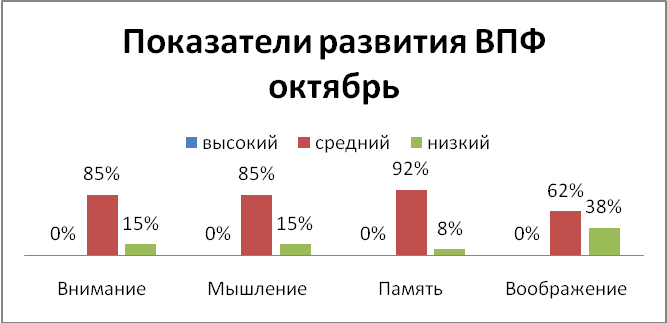 Показатели развития ВПФ
октябрь
высокий средний низкий
85% 85% 92% 62%
0% 15% 0% 15% 0% 8% 0% 38%
Внимание Мышление Память Воображение